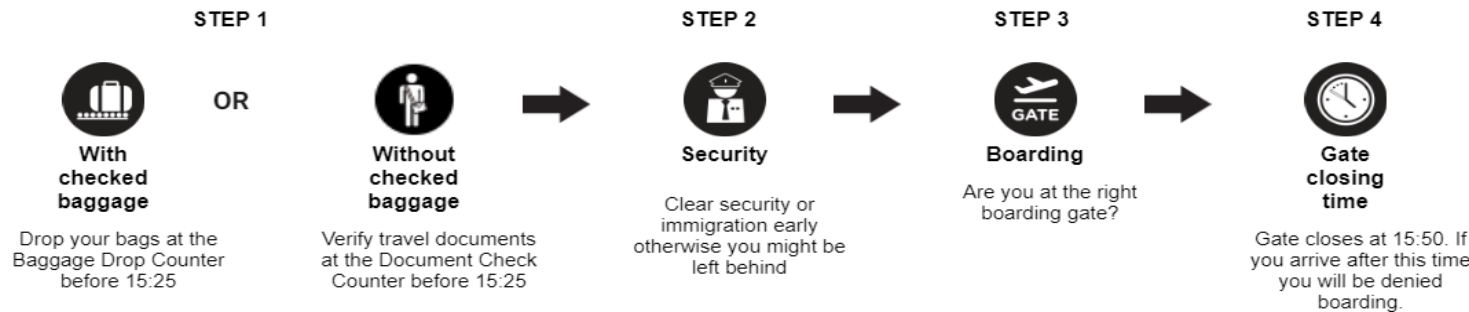 STEP 1
With
checked
baggage
Drop your bags at the
Baggage Drop Counter
before 15:25
OR
Without
checked
baggage
Verify travel documents
at the Document Check
Counter before 15:25
STEP 2
Security
Clear security or
immigration early
otherwise you might be
left behind
STEP 3
GATE
Boarding
Are you at the right
boarding gate?
STEP 4
Gate
closing
time
Gate closes at 15:50. If
you arrive after this time
you will be denied
boarding.